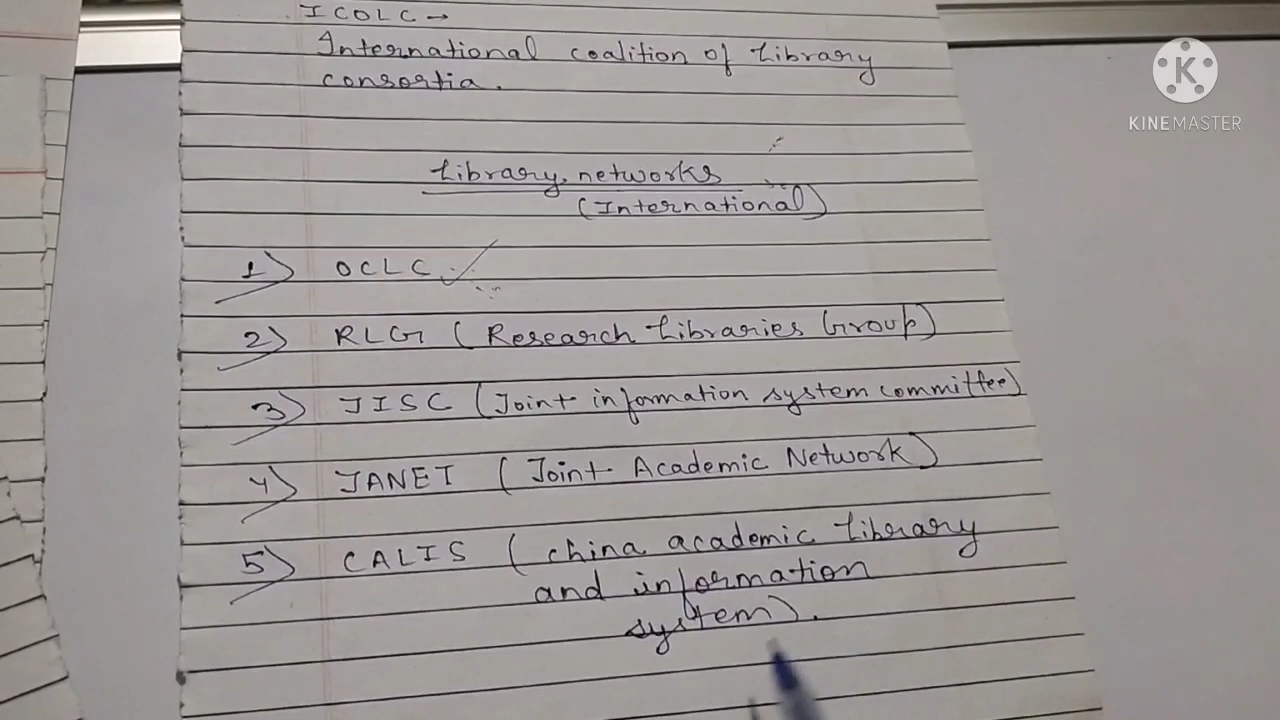 ICOLC →
International coalition of Library
consortia.
K
KINEMASTER
Library networks
(International)
1) OCLC
2) RLG (Research Libraries Group)
3) JISC (Joint information system committee)
4) JANET (Joint Academic Network)
5) CALIS (china academic Library
and information
system).